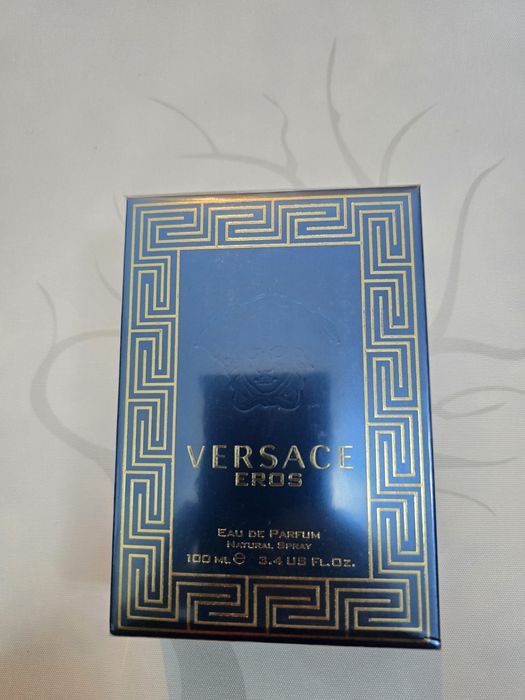 VERSACE
EROS
EAU DE PARFUM
NATURAL SPRAY
100 ML℮ 3.4 US FL.OZ.